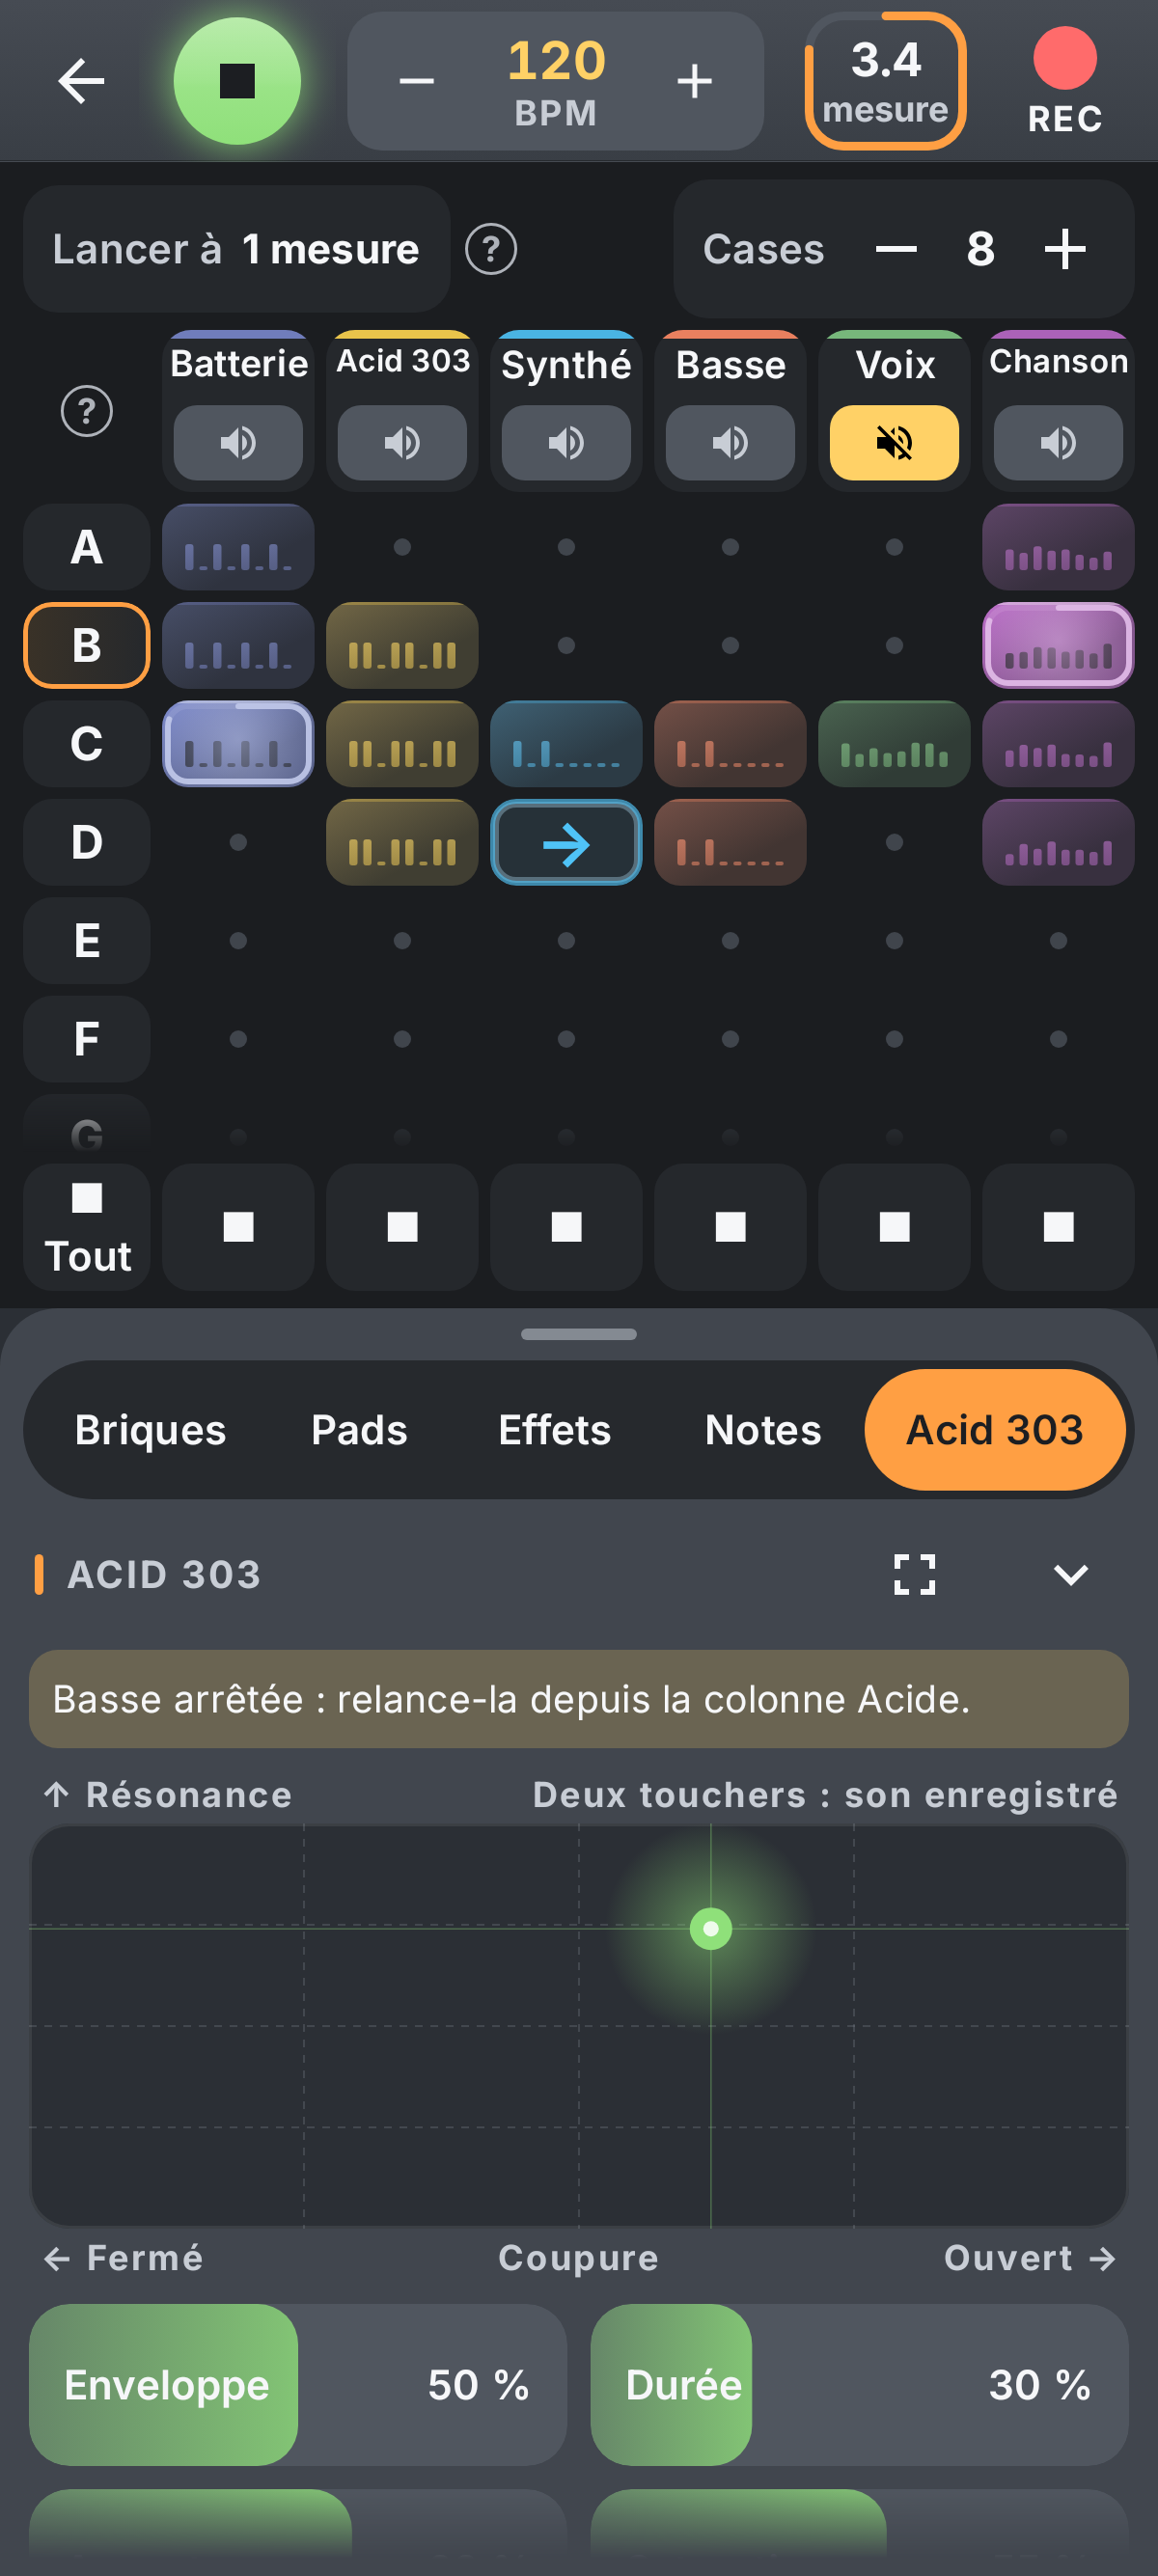 120
BPM
3.4
mesure
REC
Lancer à 1 mesure
?
Cases
8
?
Batterie
Acid 303
Synthé
Basse
Voix
Chanson
A
B
C
D
E
F
G
Tout
Briques
Pads
Effets
Notes
Acid 303
ACID 303
Basse arrêtée : relance-la depuis la colonne Acide.
↑ Résonance
Deux touchers : son enregistré
← Fermé
Coupure
Ouvert →
Enveloppe
50 %
Durée
30 %